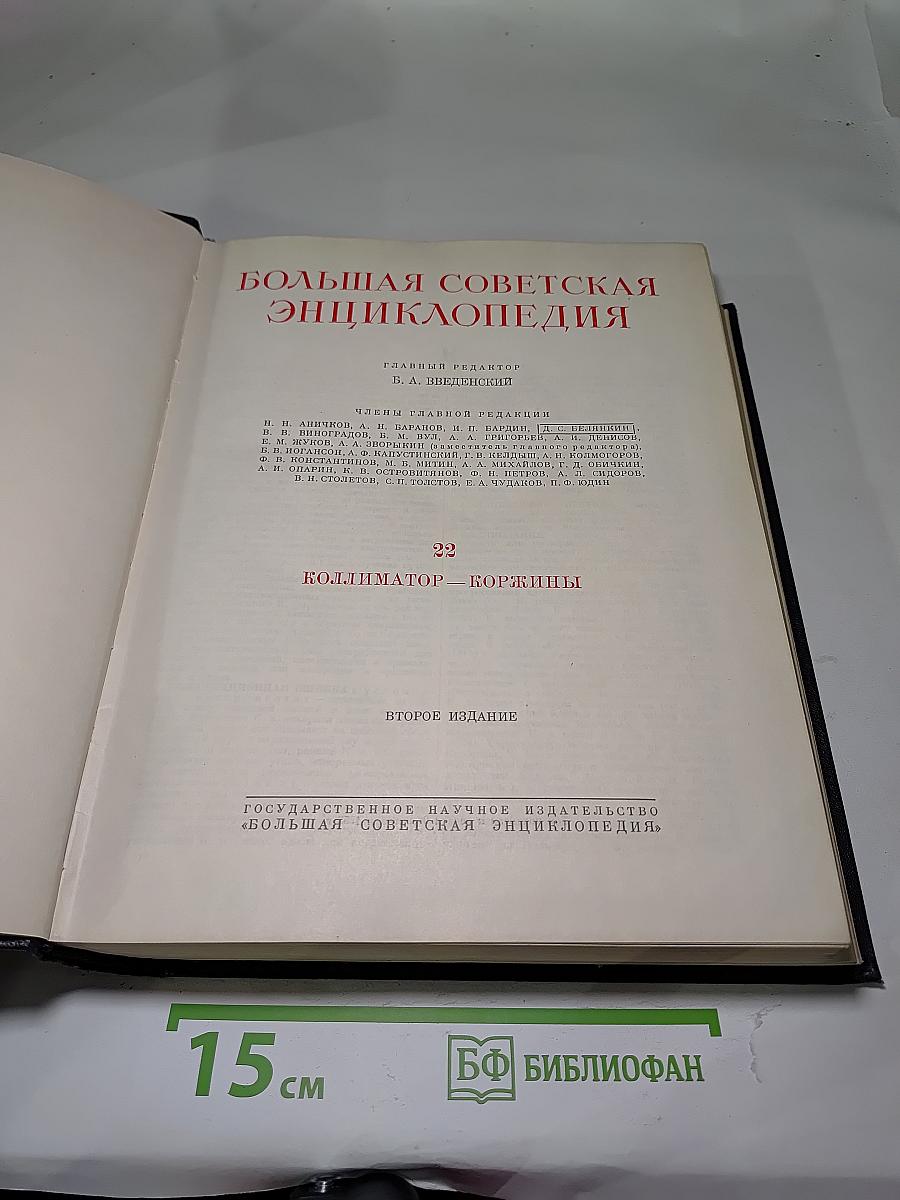 БОЛЬШАЯ СОВЕТСКАЯ
ЭНЦИКЛОПЕДИЯ
ГЛАВНЫЙ РЕДАКТОР
Б. А. ВВЕДЕНСКИЙ
ЧЛЕНЫ ГЛАВНОЙ РЕДАКЦИИ
Н. Н. АНИЧКОВ, А. Н. БАРАНОВ, И. П. БАРДИН, Д. С. БЕЛЯНКИН,
В. В. ВИНОГРАДОВ, Б. М. ВУЛ, А. А. ГРИГОРЬЕВ, А. И. ДЕНИСОВ,
Е. М. ЖУКОВ, А. А. ЗВОРЫКИН (заместитель главного редактора),
Б. В. ИОГАНСОН, А. Ф. КАПУСТИНСКИЙ, Г. В. КЕЛДЫШ, А. Н. КОЛМОГОРОВ,
Ф. В. КОНСТАНТИНОВ, М. Б. МИТИН, А. А. МИХАЙЛОВ, Г. Д. ОБИЧКИН,
А. И. ОПАРИН, К. В. ОСТРОВИТЯНОВ, Ф. Н. ПЕТРОВ, А. Л. СИДОРОВ,
В. Н. СТОЛЕТОВ, С. П. ТОЛСТОВ, Е. А. ЧУДАКОВ, П. Ф. ЮДИН
22
КОЛЛИМАТОР — КОРЖИНЫ
ВТОРОЕ ИЗДАНИЕ
ГОСУДАРСТВЕННОЕ НАУЧНОЕ ИЗДАТЕЛЬСТВО
«БОЛЬШАЯ СОВЕТСКАЯ ЭНЦИКЛОПЕДИЯ»
15 см
БФ БИБЛИОФАН